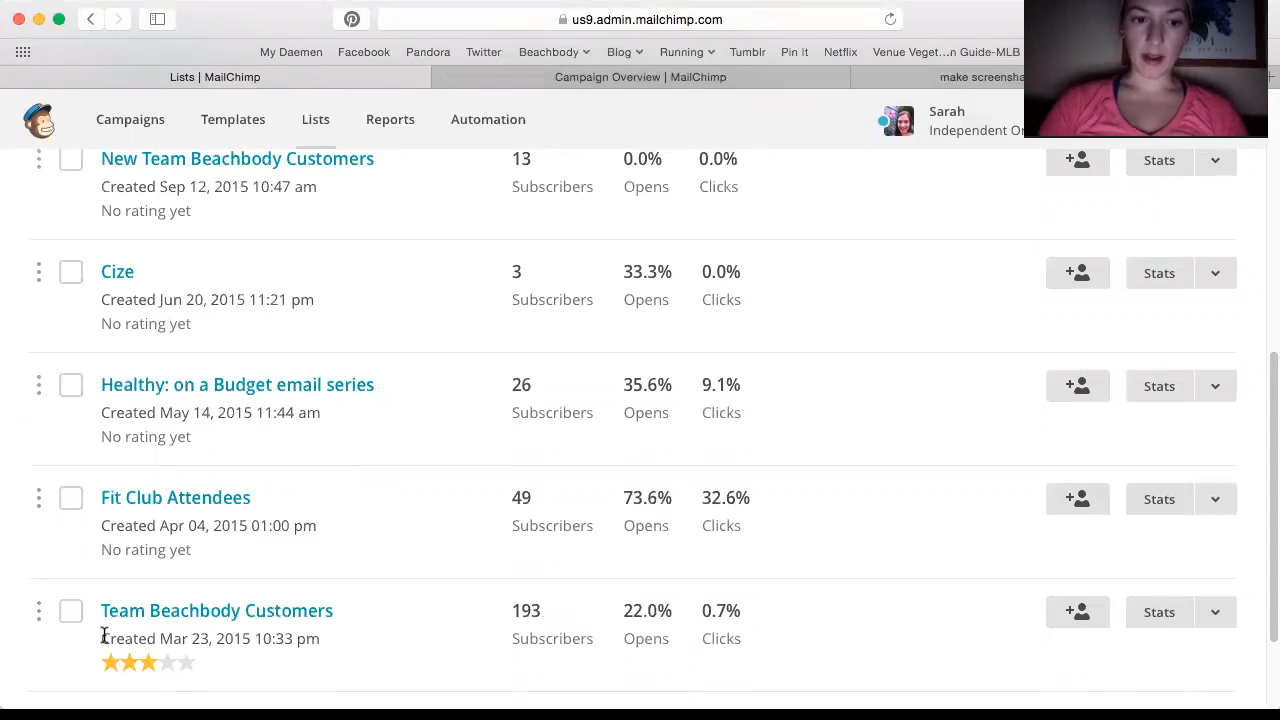 us9.admin.mailchimp.com
My Daemen Facebook Pandora Twitter Beachbody Blog Running Tumblr Pin It Netflix Venue Veget...n Guide-MLB
Lists | MailChimp Campaign Overview | MailChimp make screensha
Campaigns Templates Lists Reports Automation
Sarah
Independent Or
New Team Beachbody Customers 13 0.0% 0.0% Stats
Created Sep 12, 2015 10:47 am Subscribers Opens Clicks
No rating yet
Cize 3 33.3% 0.0% Stats
Created Jun 20, 2015 11:21 pm Subscribers Opens Clicks
No rating yet
Healthy: on a Budget email series 26 35.6% 9.1% Stats
Created May 14, 2015 11:44 am Subscribers Opens Clicks
No rating yet
Fit Club Attendees 49 73.6% 32.6% Stats
Created Apr 04, 2015 01:00 pm Subscribers Opens Clicks
No rating yet
Team Beachbody Customers 193 22.0% 0.7% Stats
Created Mar 23, 2015 10:33 pm Subscribers Opens Clicks